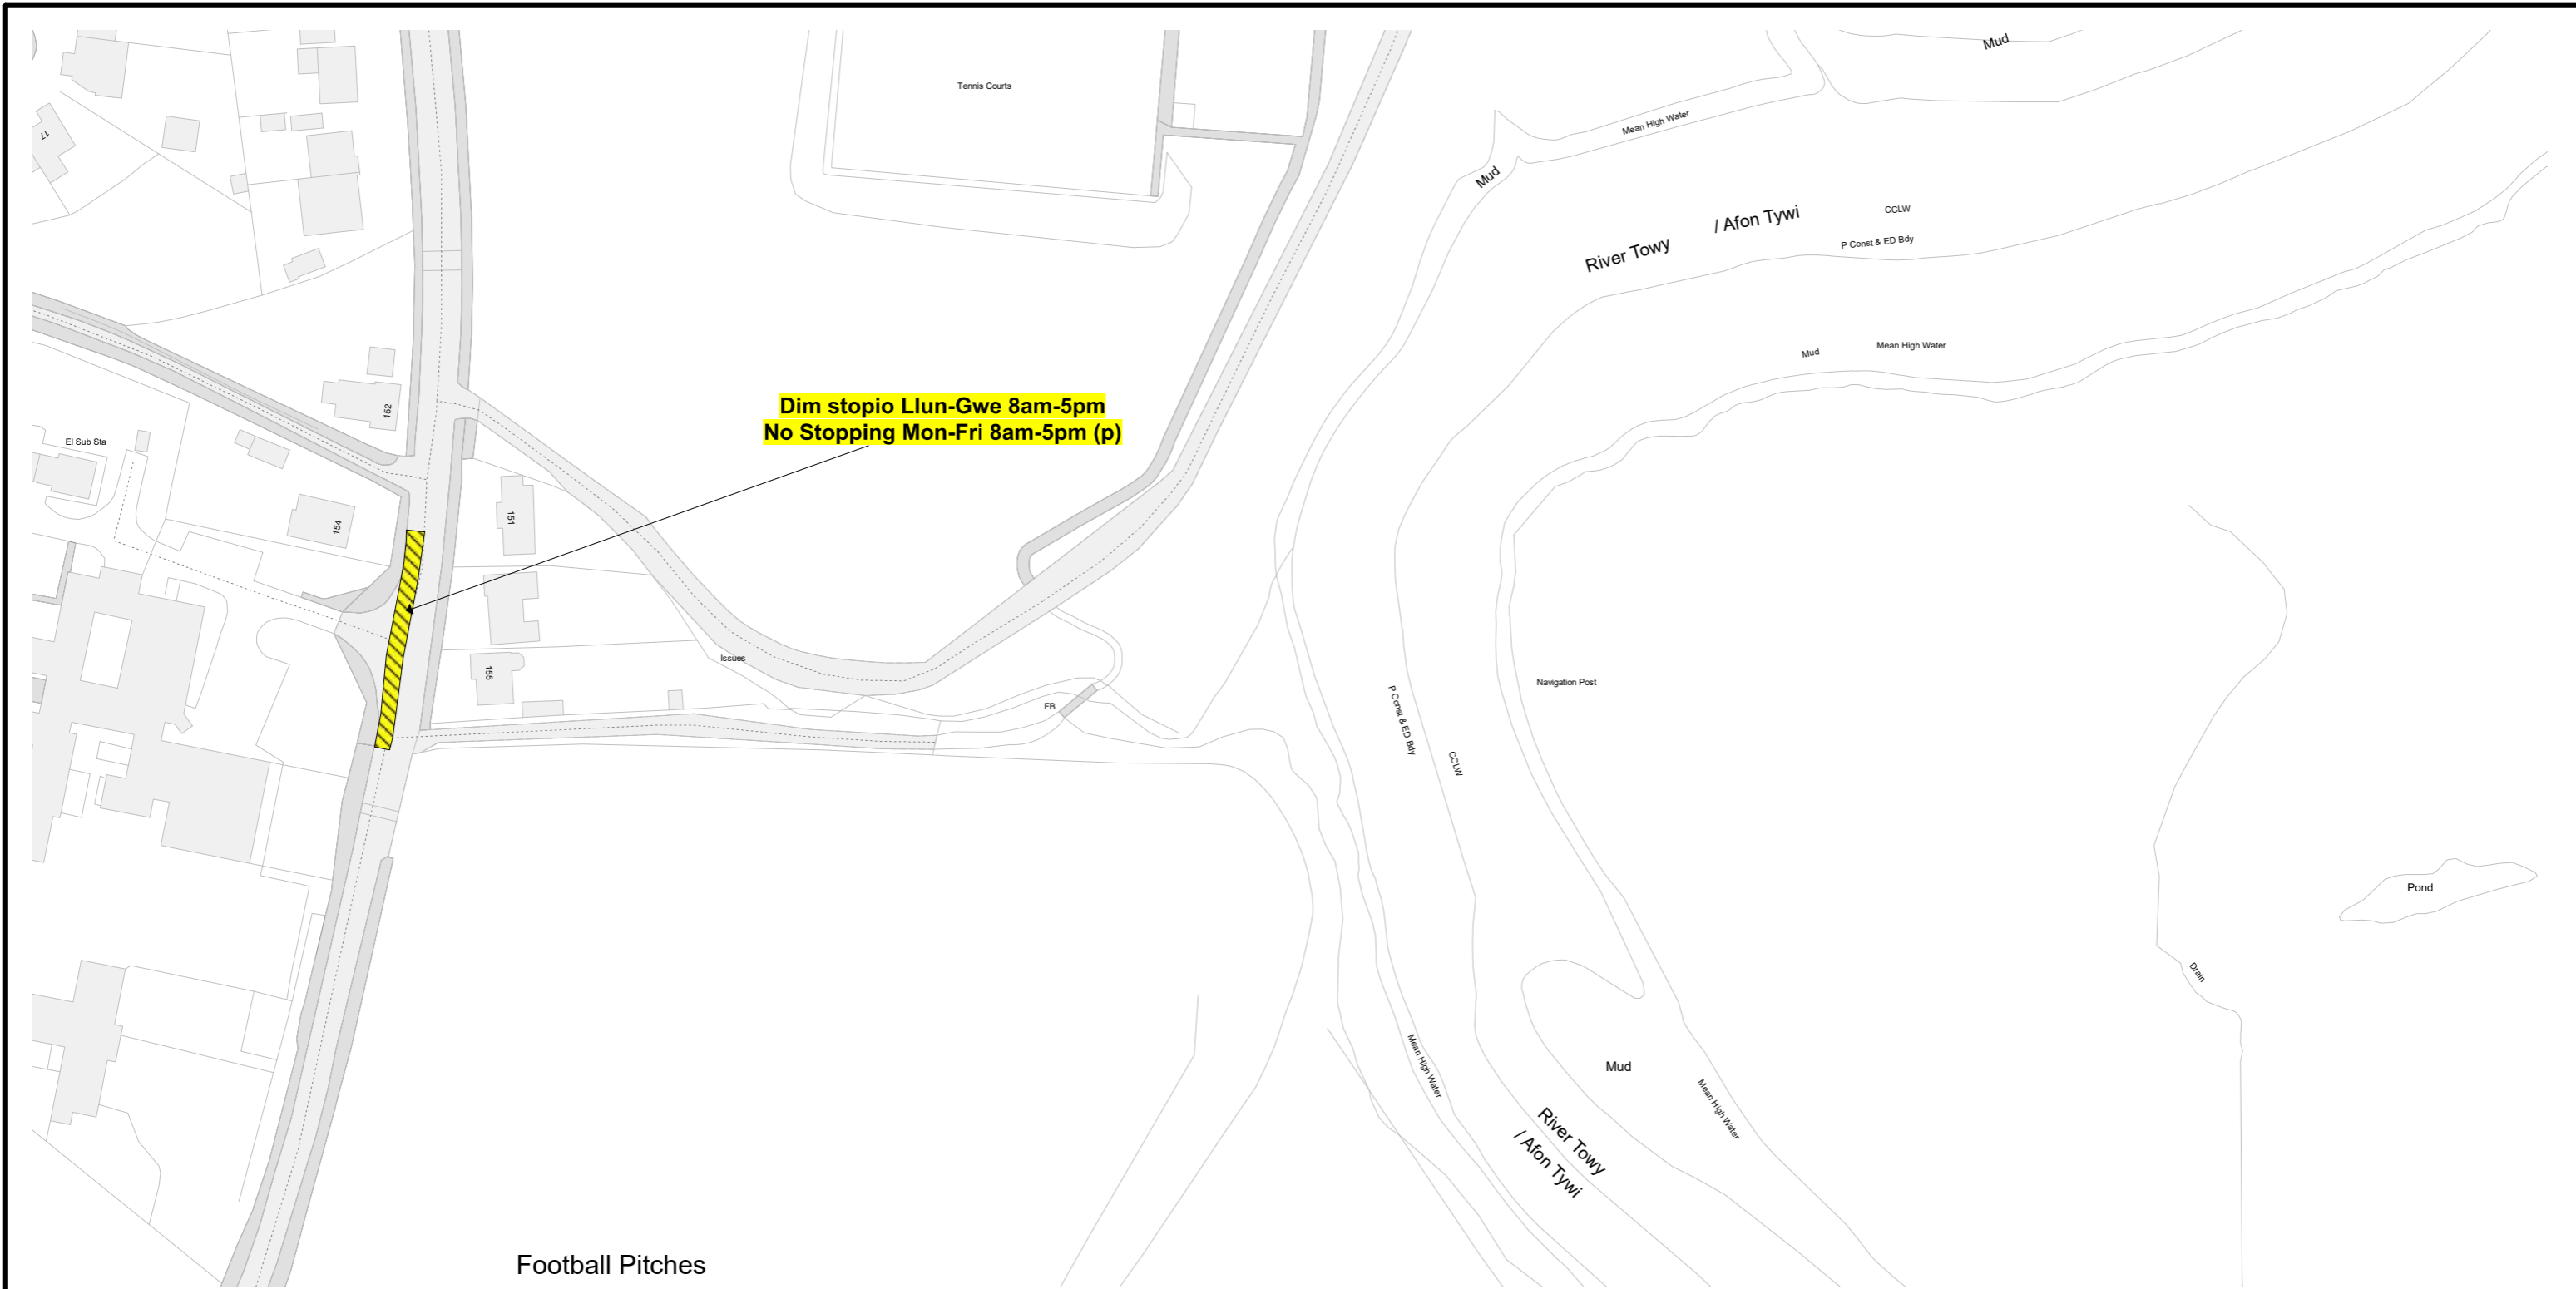 Mud
Tennis Courts
Mean High Water
17
Mud
/ Afon Tywi
CCLW
River Towy
P Const & ED Bdy
Mud
Mean High Water
152
Dim stopio Llun-Gwe 8am-5pm
No Stopping Mon-Fri 8am-5pm (p)
El Sub Sta
154
151
Issues
155
Navigation Post
FB
P Const & ED Bdy
CCLW
Pond
Drain
Mean High Water
Mud
Mean High Water
River Towy
/ Afon Tywi
Football Pitches